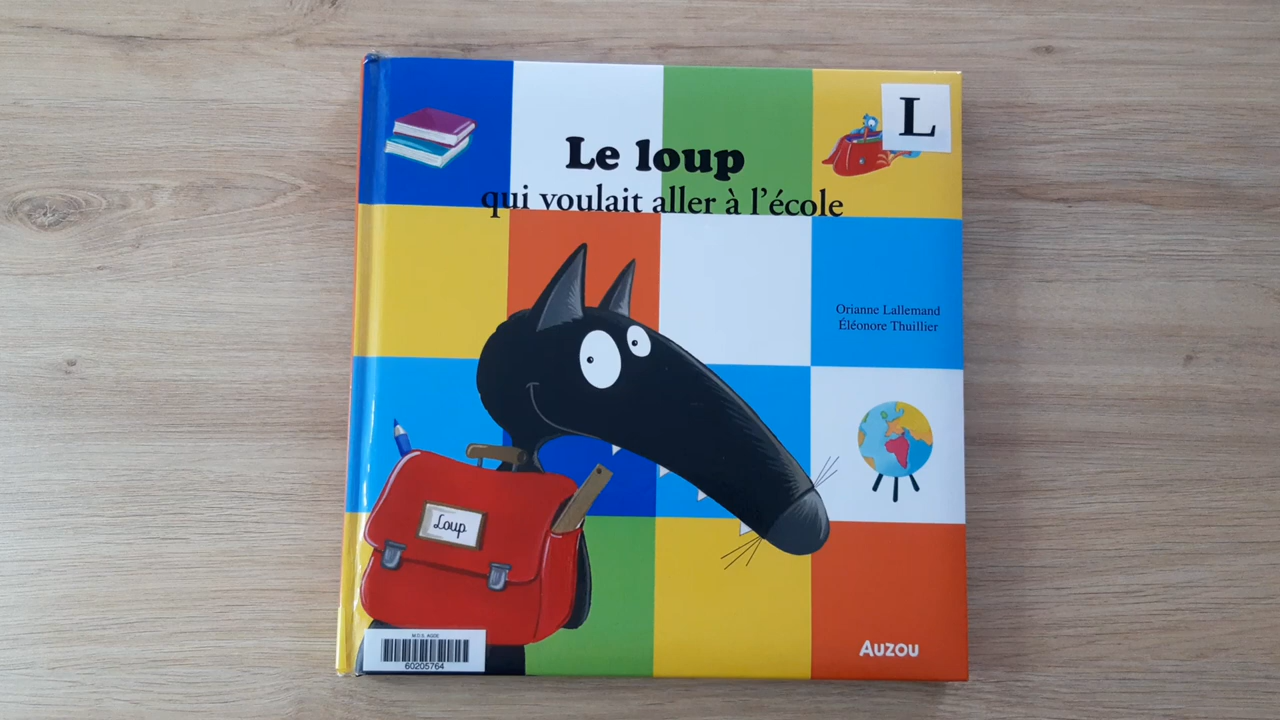 L
Le loup
qui voulait aller à l'école
Orianne Lallemand
Éléonore Thuillier
Loup
AUZOU
60205764